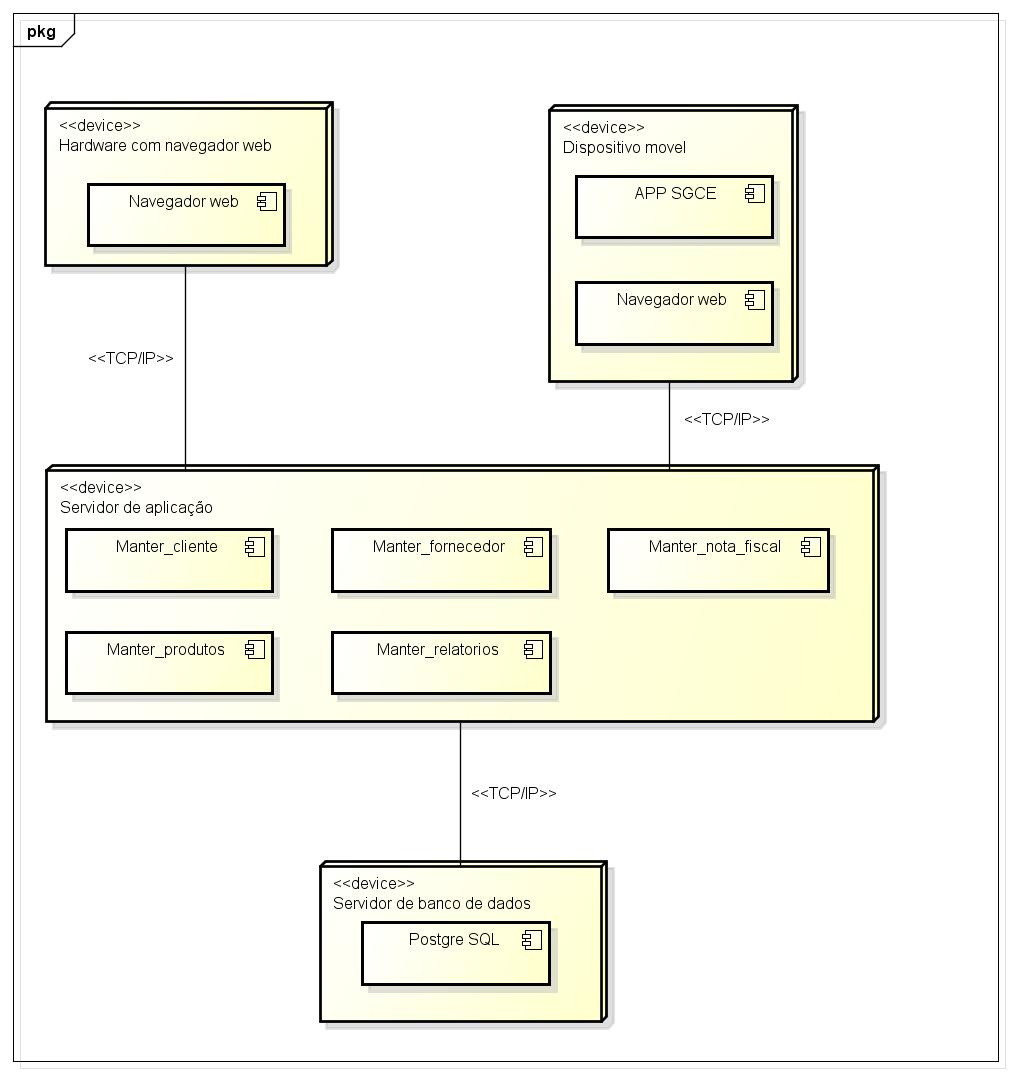 pkg
<<device>>
Hardware com navegador web
Navegador web
<<device>>
Dispositivo movel
APP SGCE
Navegador web
<<TCP/IP>>
<<TCP/IP>>
<<device>>
Servidor de aplicação
Manter_cliente
Manter_fornecedor
Manter_nota_fiscal
Manter_produtos
Manter_relatorios
<<TCP/IP>>
<<device>>
Servidor de banco de dados
Postgre SQL